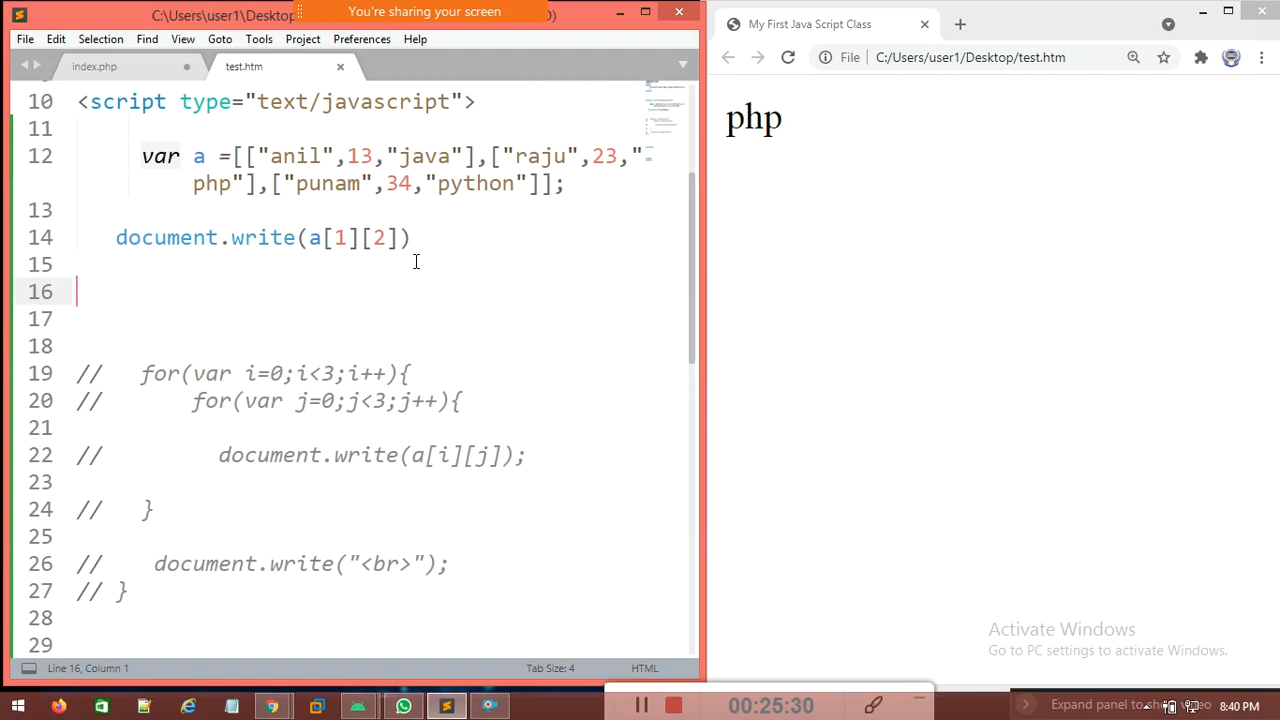 C:\Users\user1\Desktop\
You're sharing your screen
File Edit Selection Find View Goto Tools Project Preferences Help
index.php
test.htm
10 <script type="text/javascript">
11
12 var a =[["anil",13,"java"],["raju",23,"
php"],["punam",34,"python"]];
13
14 document.write(a[1][2])
15
16
17
18
19 // for(var i=0;i<3;i++){
20 // for(var j=0;j<3;j++){
21
22 // document.write(a[i][j]);
23
24 // }
25
26 // document.write("<br>");
27 // }
28
29
Line 16, Column 1
Tab Size: 4
HTML
My First Java Script Class
File
C:/Users/user1/Desktop/test.htm
php
Activate Windows
Go to PC settings to activate Windows.
00:25:30
Expand panel to show
8:40 PM